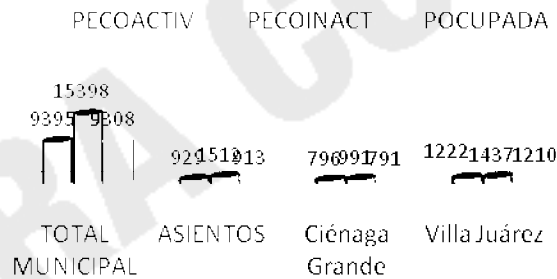 PECOACTIV PECOINACT POCUPADA
15398
9395 9308
929 1512 913 796 991 791 1222 1437 1210
TOTAL MUNICIPAL
ASIENTOS
Ciénaga Grande
Villa Juárez